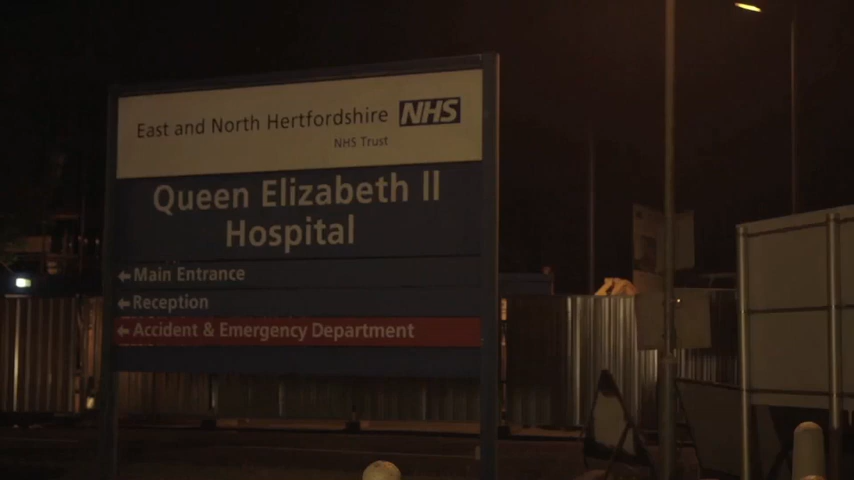 East and North Hertfordshire NHS
NHS Trust
Queen Elizabeth II
Hospital
Main Entrance
Reception
Accident & Emergency Department